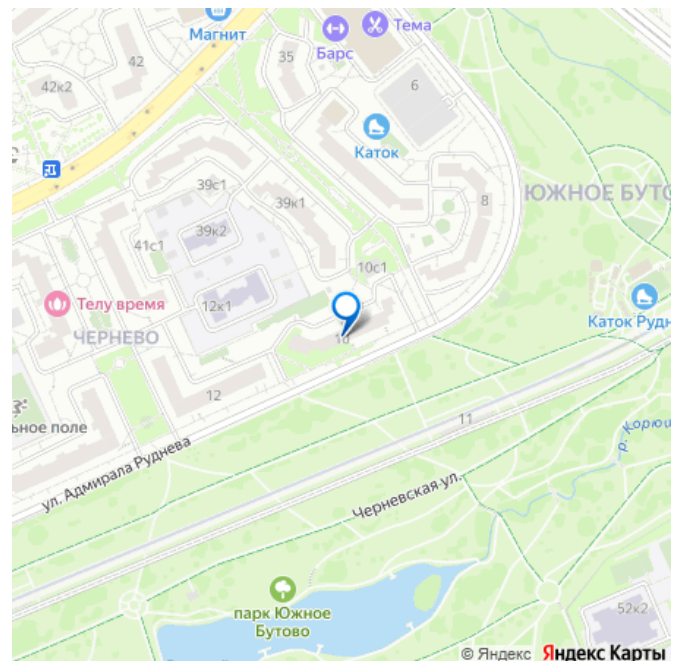 Магнит
Тема
Барс
42
42к2
35
6
Каток
39с1
39к1
8
ЮЖНОЕ БУТО
39к2
41с1
10с1
12к1
Телу время
Каток Рудн
ЧЕРНЕВО
10
12
11
ьное поле
р. Корюш
ул. Адмирала Руднева
Черневская ул.
парк Южное
Бутово
52к2
© Яндекс Яндекс Карты